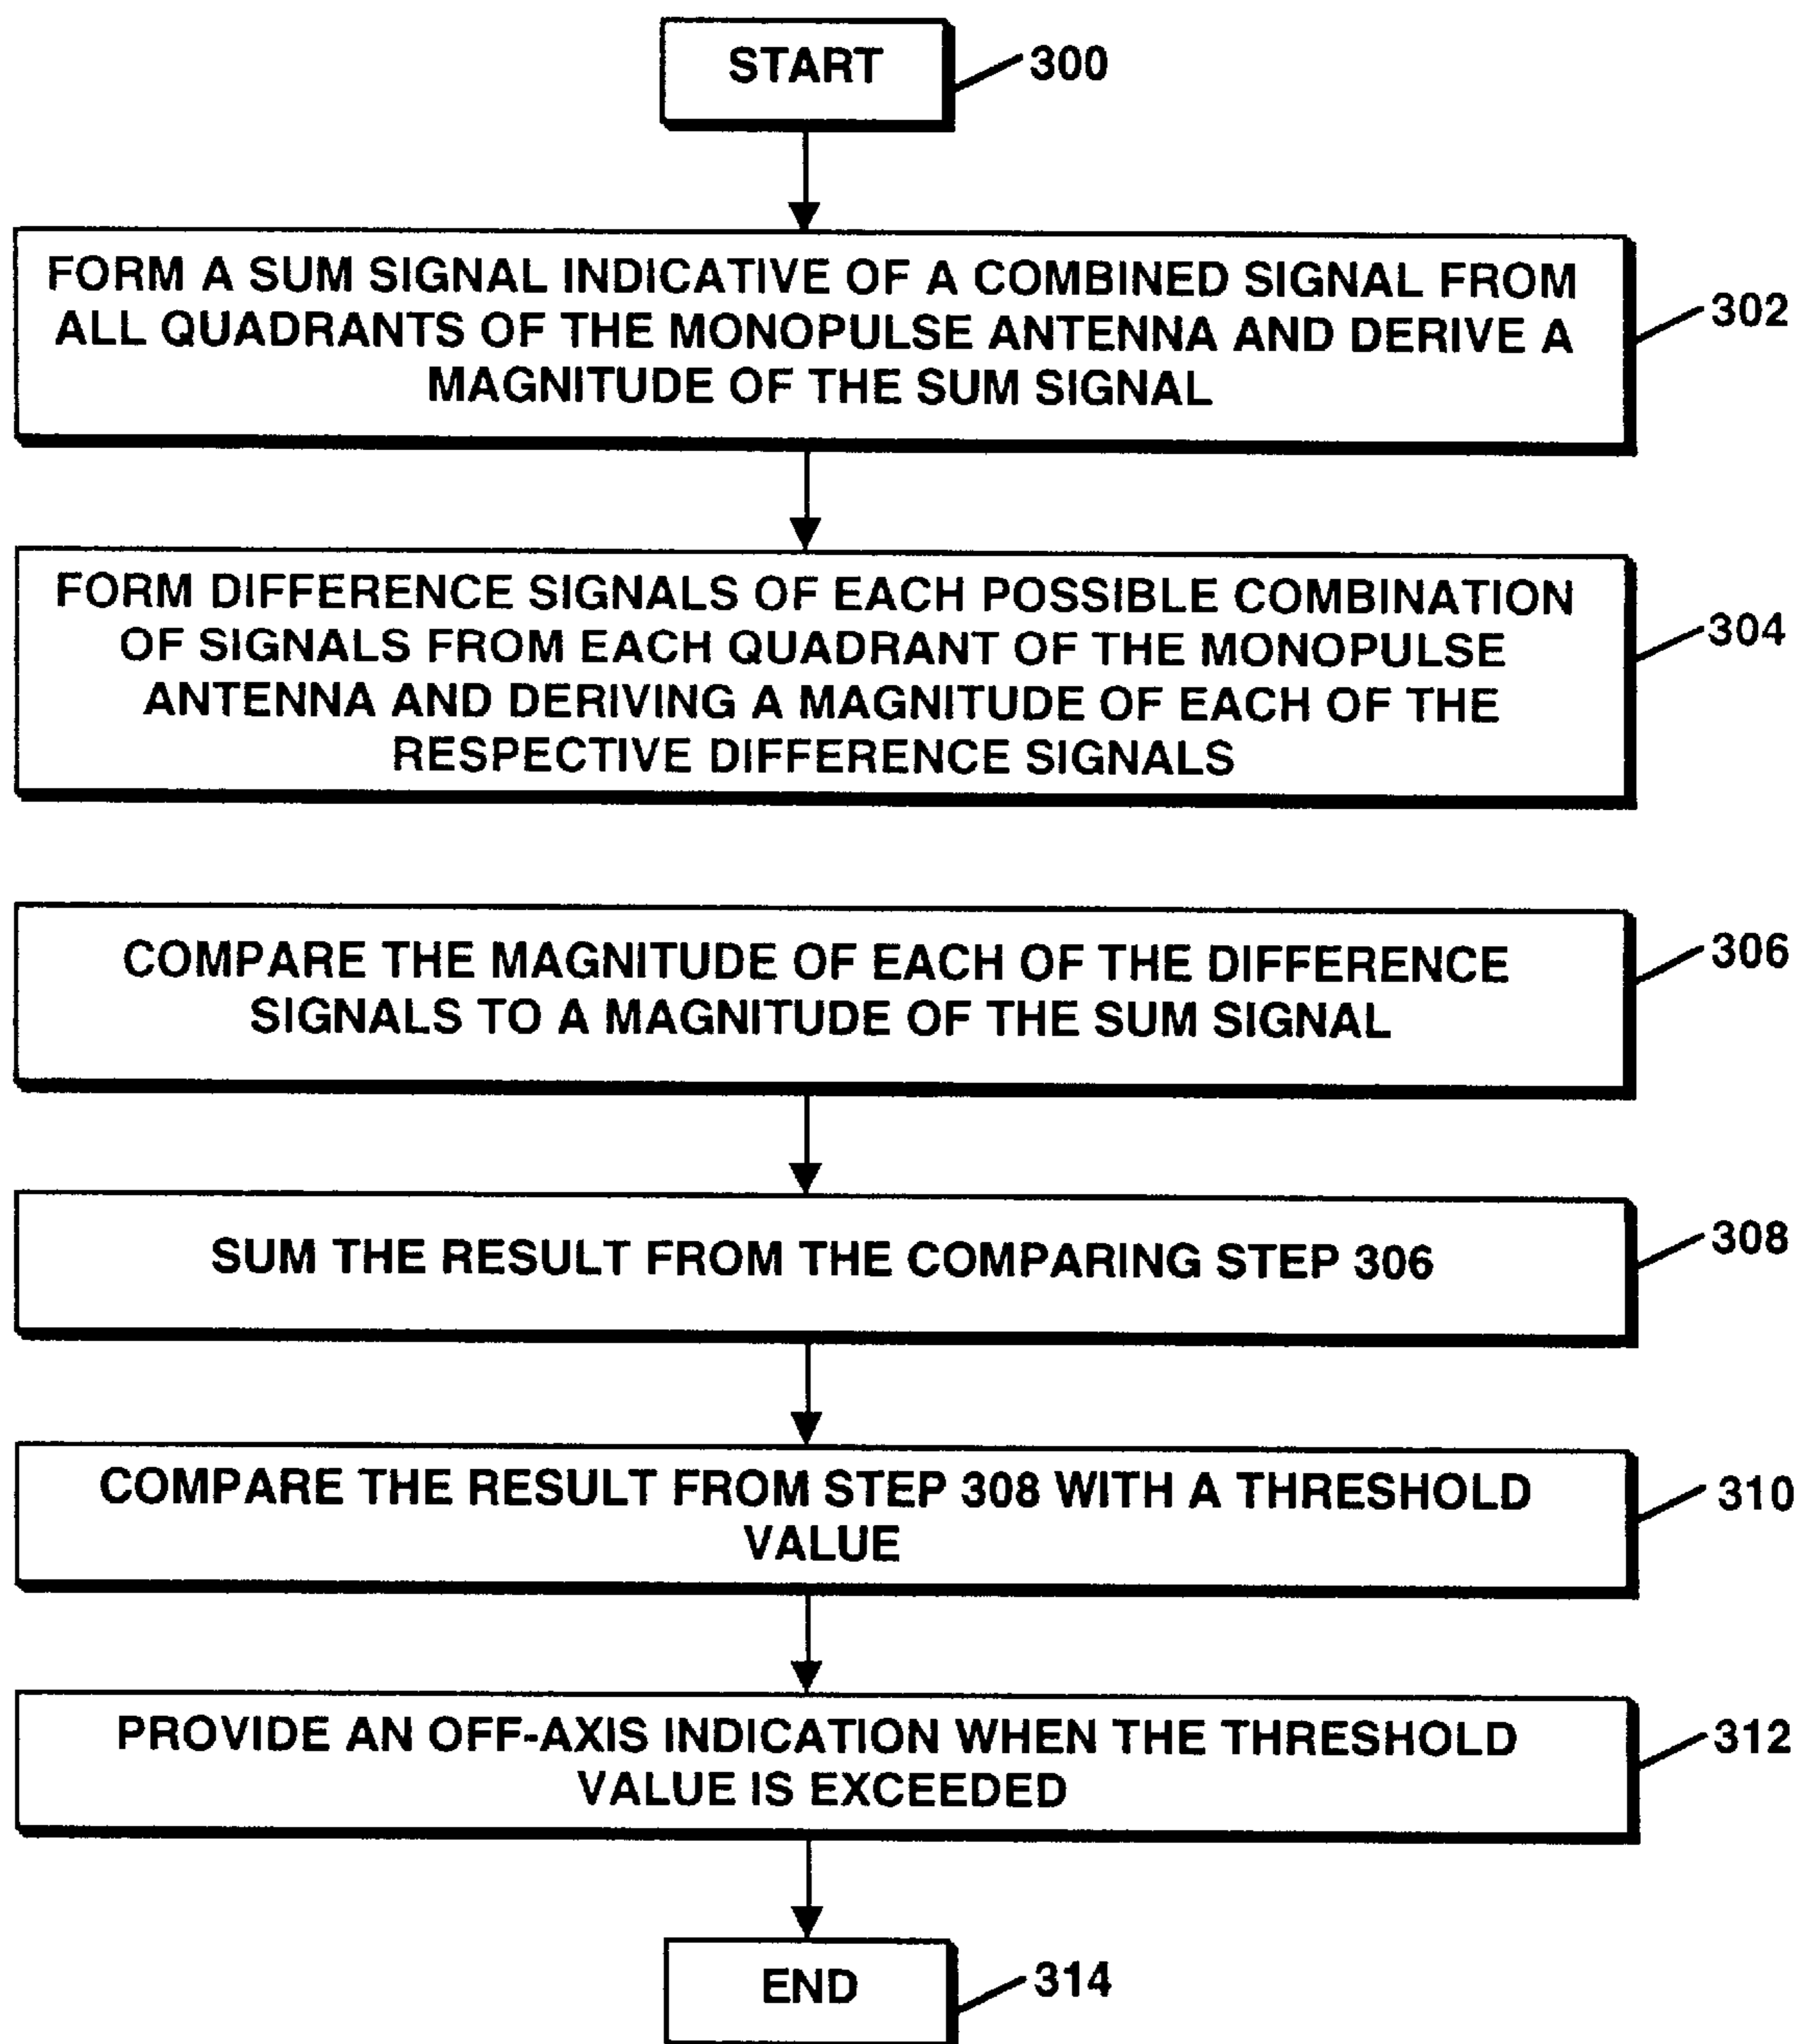 START
300
FORM A SUM SIGNAL INDICATIVE OF A COMBINED SIGNAL FROM
ALL QUADRANTS OF THE MONOPULSE ANTENNA AND DERIVE A
MAGNITUDE OF THE SUM SIGNAL
302
FORM DIFFERENCE SIGNALS OF EACH POSSIBLE COMBINATION
OF SIGNALS FROM EACH QUADRANT OF THE MONOPULSE
ANTENNA AND DERIVING A MAGNITUDE OF EACH OF THE
RESPECTIVE DIFFERENCE SIGNALS
304
COMPARE THE MAGNITUDE OF EACH OF THE DIFFERENCE
SIGNALS TO A MAGNITUDE OF THE SUM SIGNAL
306
SUM THE RESULT FROM THE COMPARING STEP 306
308
COMPARE THE RESULT FROM STEP 308 WITH A THRESHOLD
VALUE
310
PROVIDE AN OFF-AXIS INDICATION WHEN THE THRESHOLD
VALUE IS EXCEEDED
312
END
314